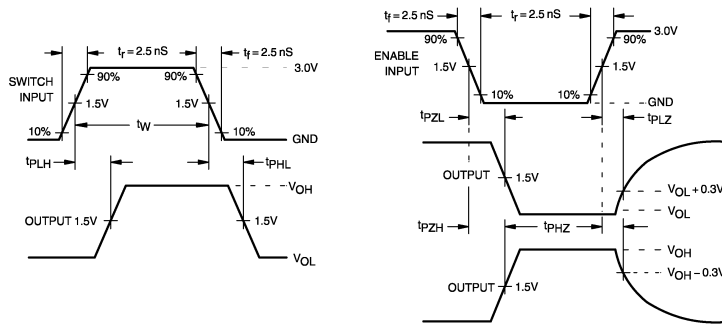 tr = 2.5 nS
tf = 2.5 nS
3.0V
90%
90%
SWITCH
INPUT
1.5V
1.5V
10%
tW
10%
GND
tPLH
tPHL
VOH
OUTPUT 1.5V
1.5V
VOL
tf = 2.5 nS
tr = 2.5 nS
3.0V
90%
90%
ENABLE
INPUT
1.5V
1.5V
10%
10%
GND
tPZL
tPLZ
OUTPUT
1.5V
VOL + 0.3V
VOL
tPZH
tPHZ
VOH
VOH – 0.3V
OUTPUT
1.5V